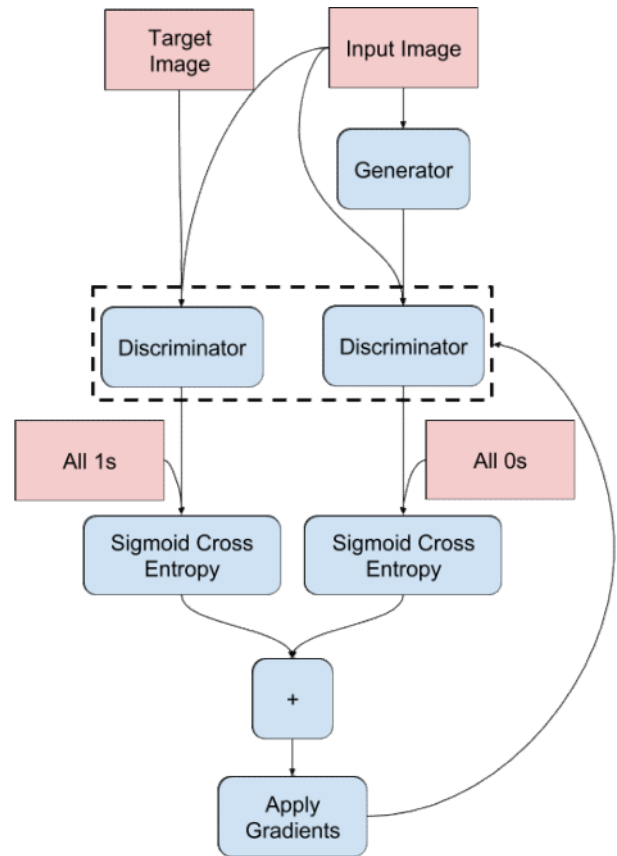 Target
Image
Input Image
Generator
Discriminator
Discriminator
All 1s
All 0s
Sigmoid Cross
Entropy
Sigmoid Cross
Entropy
+
Apply
Gradients